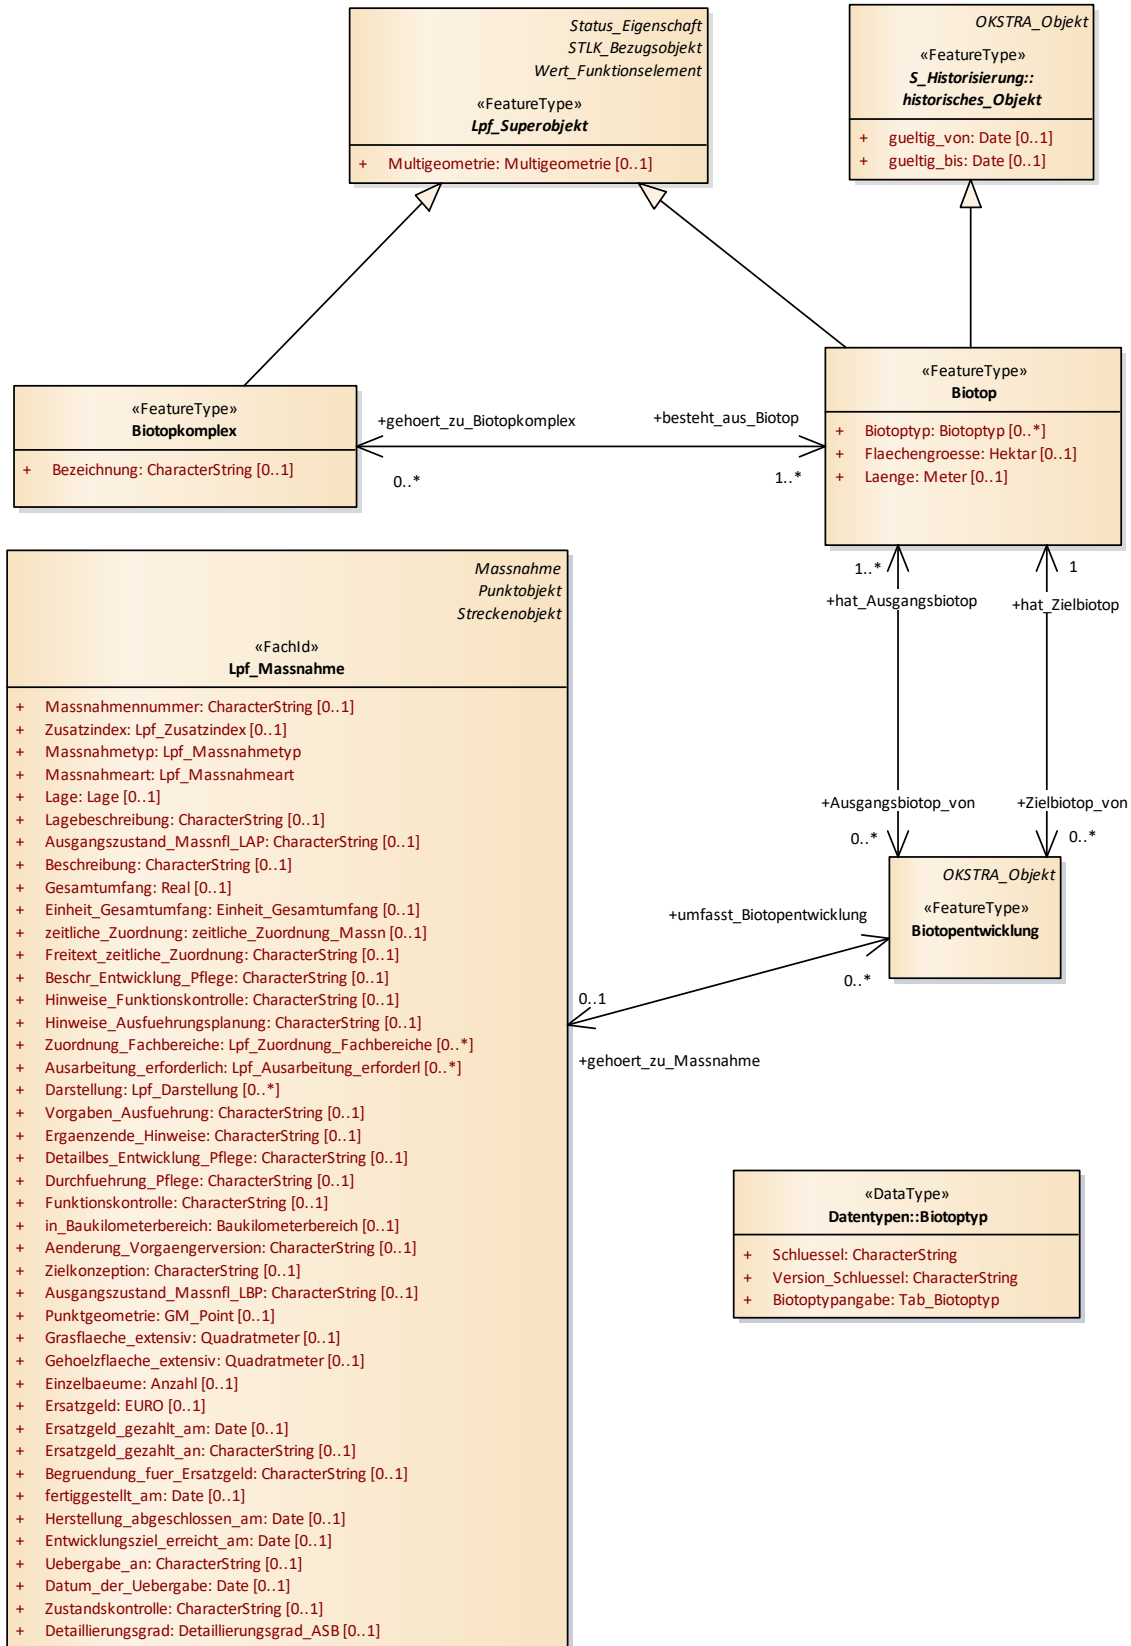 Status_Eigenschaft
STLK_Bezugsobjekt
Wert_Funktionselement
«FeatureType»
Lpf_Superobjekt
+ Multigeometrie: Multigeometrie [0..1]
OKSTRA_Objekt
«FeatureType»
S_Historisierung::
historisches_Objekt
+ gueltig_von: Date [0..1]
+ gueltig_bis: Date [0..1]
«FeatureType»
Biotopkomplex
+ Bezeichnung: CharacterString [0..1]
+gehoert_zu_Biotopkomplex
0..*
+besteht_aus_Biotop
1..*
«FeatureType»
Biotop
+ Biotoptyp: Biotoptyp [0..*]
+ Flaechengroesse: Hektar [0..1]
+ Laenge: Meter [0..1]
1..*
+hat_Ausgangsbiotop
1
+hat_Zielbiotop
+Ausgangsbiotop_von
0..*
+Zielbiotop_von
0..*
OKSTRA_Objekt
«FeatureType»
Biotopentwicklung
+umfasst_Biotopentwicklung
0..*
0..1
+gehoert_zu_Massnahme
Massnahme
Punktobjekt
Streckenobjekt
«FachId»
Lpf_Massnahme
+ Massnahmennummer: CharacterString [0..1]
+ Zusatzindex: Lpf_Zusatzindex [0..1]
+ Massnahmetyp: Lpf_Massnahmetyp
+ Massnahmeart: Lpf_Massnahmeart
+ Lage: Lage [0..1]
+ Lagebeschreibung: CharacterString [0..1]
+ Ausgangszustand_Massnfl_LAP: CharacterString [0..1]
+ Beschreibung: CharacterString [0..1]
+ Gesamtumfang: Real [0..1]
+ Einheit_Gesamtumfang: Einheit_Gesamtumfang [0..1]
+ zeitliche_Zuordnung: zeitliche_Zuordnung_Massn [0..1]
+ Freitext_zeitliche_Zuordnung: CharacterString [0..1]
+ Beschr_Entwicklung_Pflege: CharacterString [0..1]
+ Hinweise_Funktionskontrolle: CharacterString [0..1]
+ Hinweise_Ausfuehrungsplanung: CharacterString [0..1]
+ Zuordnung_Fachbereiche: Lpf_Zuordnung_Fachbereiche [0..*]
+ Ausarbeitung_erforderlich: Lpf_Ausarbeitung_erforderl [0..*]
+ Darstellung: Lpf_Darstellung [0..*]
+ Vorgaben_Ausfuehrung: CharacterString [0..1]
+ Ergaenzende_Hinweise: CharacterString [0..1]
+ Detailbes_Entwicklung_Pflege: CharacterString [0..1]
+ Durchfuehrung_Pflege: CharacterString [0..1]
+ Funktionskontrolle: CharacterString [0..1]
+ in_Baukilometerbereich: Baukilometerbereich [0..1]
+ Aenderung_Vorgaengerversion: CharacterString [0..1]
+ Zielkonzeption: CharacterString [0..1]
+ Ausgangszustand_Massnfl_LBP: CharacterString [0..1]
+ Punktgeometrie: GM_Point [0..1]
+ Grasflaeche_extensiv: Quadratmeter [0..1]
+ Gehoelzflaeche_extensiv: Quadratmeter [0..1]
+ Einzelbaeume: Anzahl [0..1]
+ Ersatzgeld: EURO [0..1]
+ Ersatzgeld_gezahlt_am: Date [0..1]
+ Ersatzgeld_gezahlt_an: CharacterString [0..1]
+ Begruendung_fuer_Ersatzgeld: CharacterString [0..1]
+ fertiggestellt_am: Date [0..1]
+ Herstellung_abgeschlossen_am: Date [0..1]
+ Entwicklungsziel_erreicht_am: Date [0..1]
+ Uebergabe_an: CharacterString [0..1]
+ Datum_der_Uebergabe: Date [0..1]
+ Zustandskontrolle: CharacterString [0..1]
+ Detaillierungsgrad: Detaillierungsgrad_ASB [0..1]
«DataType»
Datentypen::Biotoptyp
+ Schluessel: CharacterString
+ Version_Schluessel: CharacterString
+ Biotoptypangabe: Tab_Biotoptyp